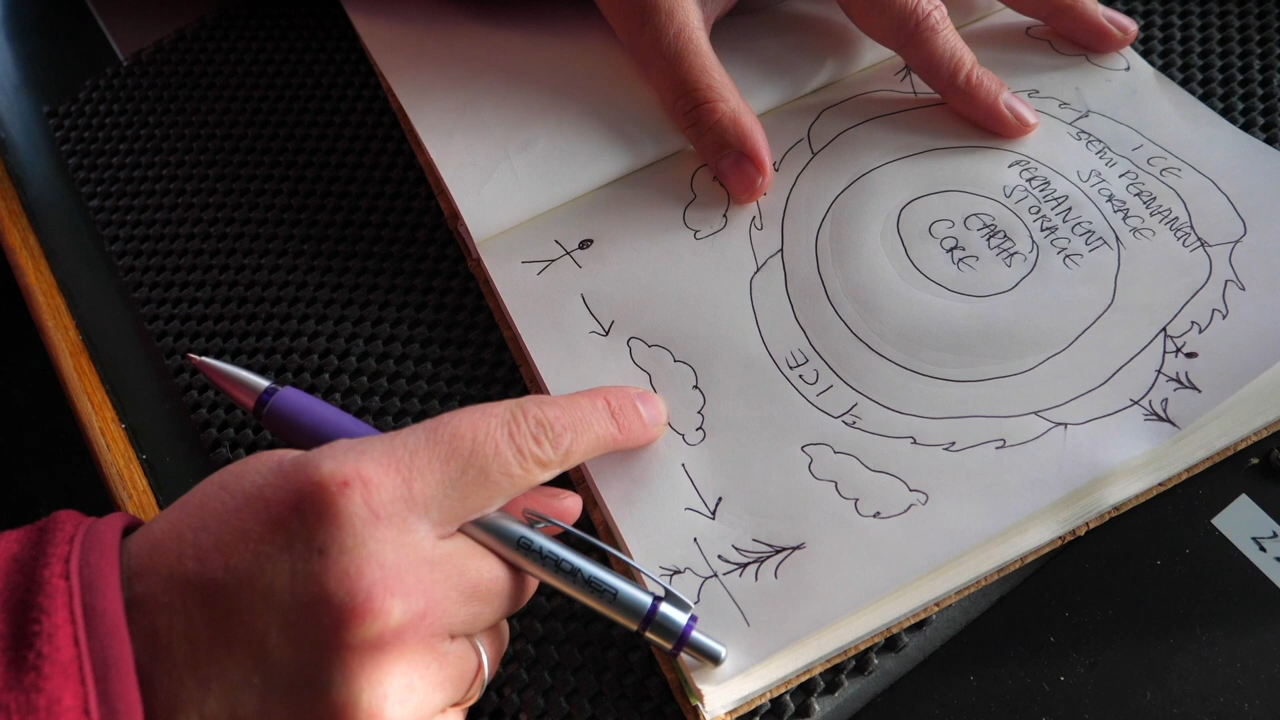 ICE
SEMI PERMANENT
STORAGE
PERMANENT
STORAGE
EARTHS
CORE
ICE
GARDNER